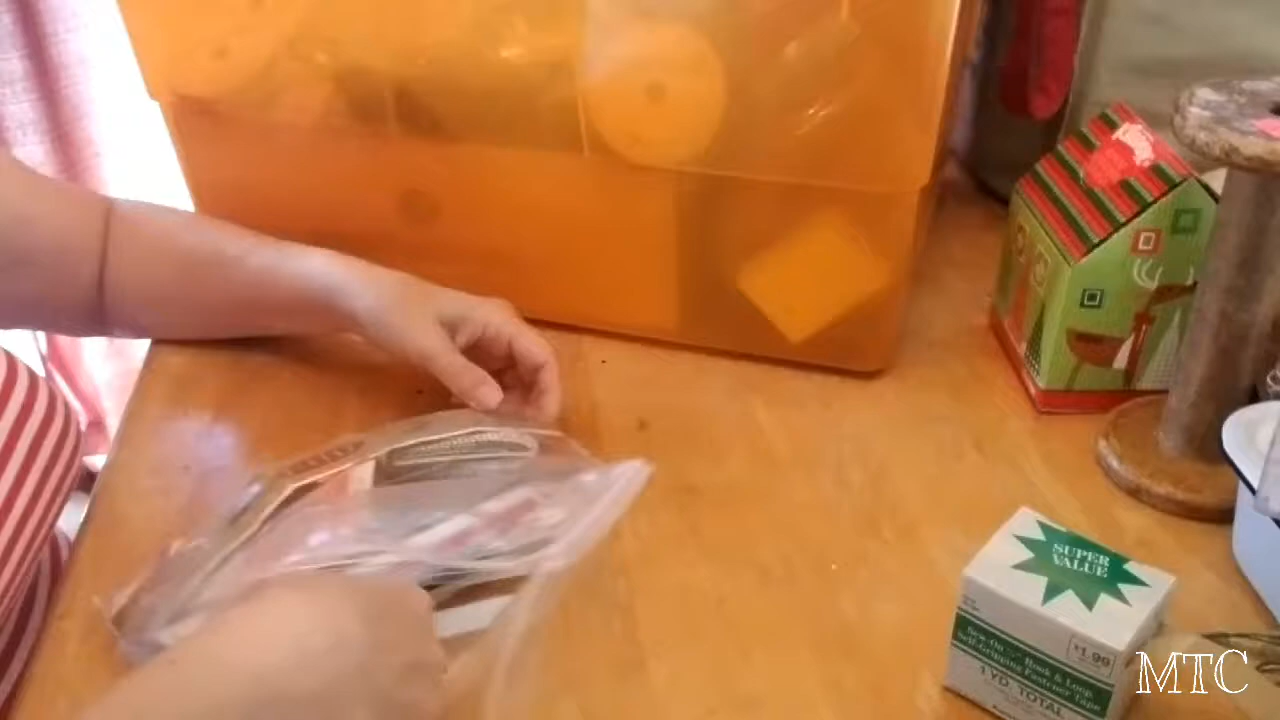 SUPER
VALUE
$1.99
Sew-On Hook & Loop
Self-Gripping Fastener Tape
1 YD. TOTAL
MTC